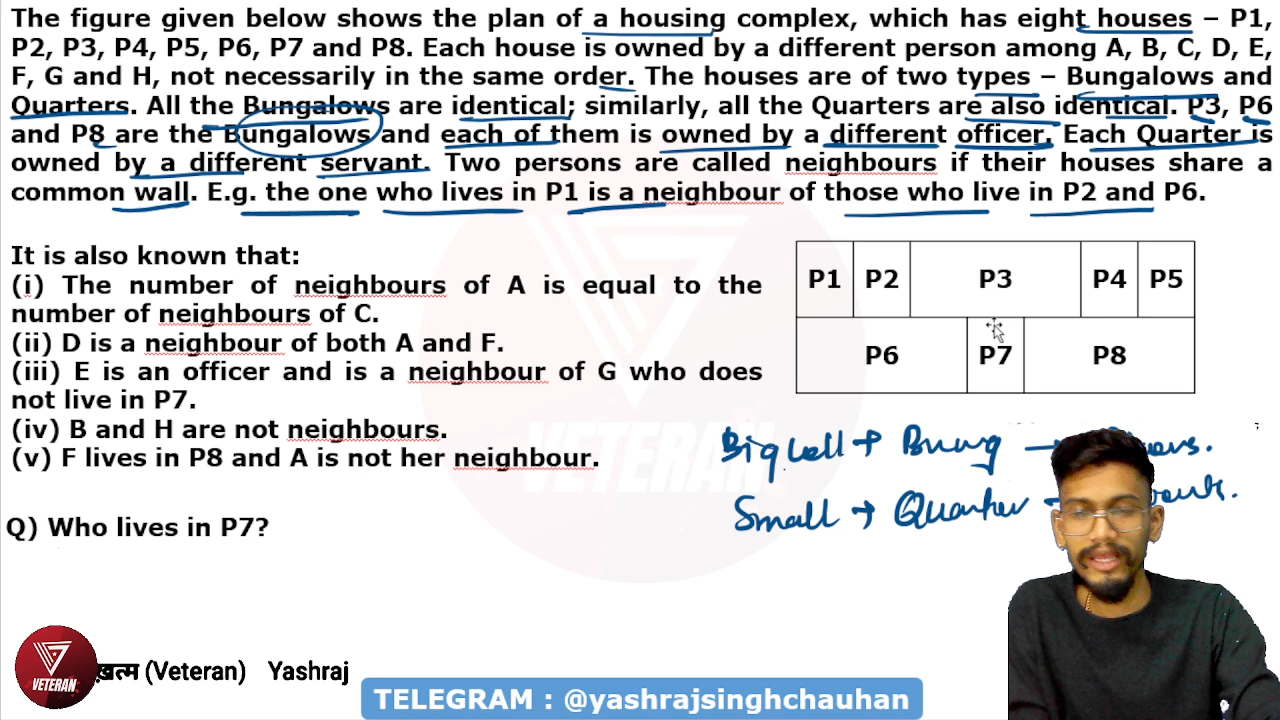 The figure given below shows the plan of a housing complex, which has eight houses – P1,
P2, P3, P4, P5, P6, P7 and P8. Each house is owned by a different person among A, B, C, D, E,
F, G and H, not necessarily in the same order. The houses are of two types – Bungalows and
Quarters. All the Bungalows are identical; similarly, all the Quarters are also identical. P3, P6
and P8 are the Bungalows and each of them is owned by a different officer. Each Quarter is
owned by a different servant. Two persons are called neighbours if their houses share a
common wall. E.g. the one who lives in P1 is a neighbour of those who live in P2 and P6.
It is also known that:
(i) The number of neighbours of A is equal to the
number of neighbours of C.
(ii) D is a neighbour of both A and F.
(iii) E is an officer and is a neighbour of G who does
not live in P7.
(iv) B and H are not neighbours.
(v) F lives in P8 and A is not her neighbour.
P1 P2 P3 P4 P5
P6 P7 P8
Small → Quarter →
Q) Who lives in P7?
VETERAN
VETERAN
(Veteran) Yashraj
TELEGRAM : @yashrajsinghchauhan